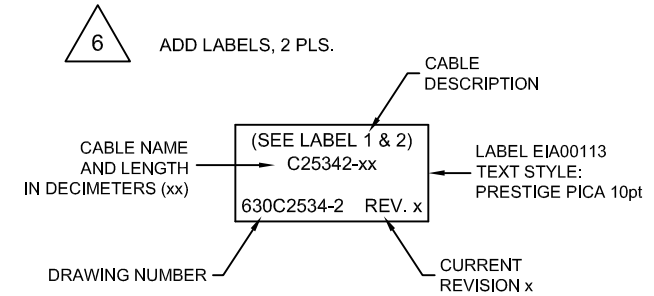 6
ADD LABELS, 2 PLS.
CABLE
DESCRIPTION
(SEE LABEL 1 & 2)
C25342-xx
630C2534-2 REV. x
CABLE NAME
AND LENGTH
IN DECIMETERS (xx)
LABEL EIA00113
TEXT STYLE:
PRESTIGE PICA 10pt
DRAWING NUMBER
CURRENT
REVISION x